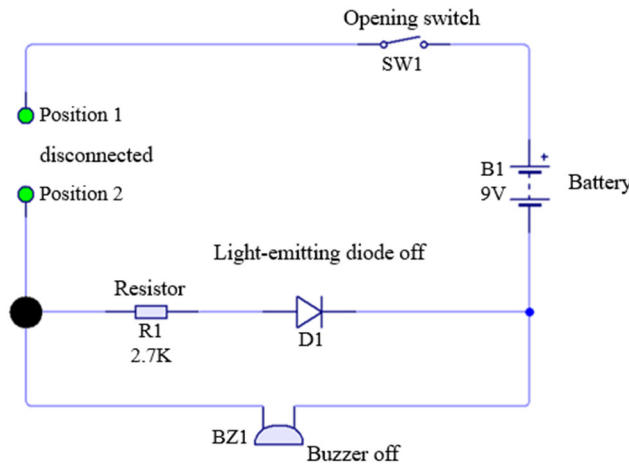 Opening switch
SW1
Position 1
disconnected
Position 2
B1
9V
+
Battery
Light-emitting diode off
Resistor
R1
2.7K
D1
BZ1
Buzzer off